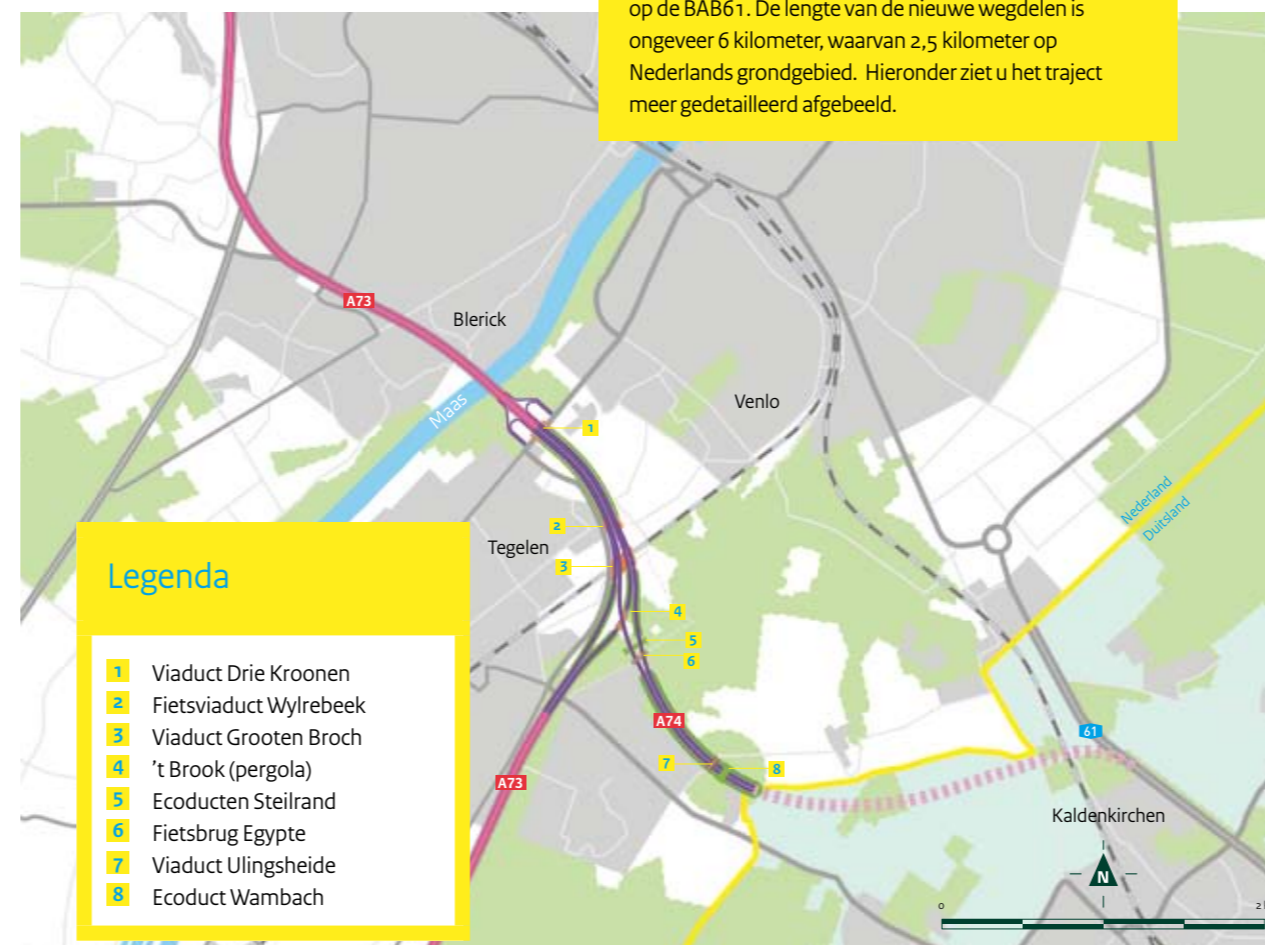 op de BAB61. De lengte van de nieuwe wegdelen is
ongeveer 6 kilometer, waarvan 2,5 kilometer op
Nederlands grondgebied. Hieronder ziet u het traject
meer gedetailleerd afgebeeld.
A73
Blerick
Maas
Venlo
1
2
Tegelen
3
4
5
6
A74
7
8
A73
Nederland
Duitsland
61
Kaldenkirchen
N
0
2
Legenda
1 Viaduct Drie Kroonen
2 Fietsviaduct Wylrebeek
3 Viaduct Grooten Broch
4 't Brook (pergola)
5 Ecoducten Steilrand
6 Fietsbrug Egypte
7 Viaduct Ulingsheide
8 Ecoduct Wambach